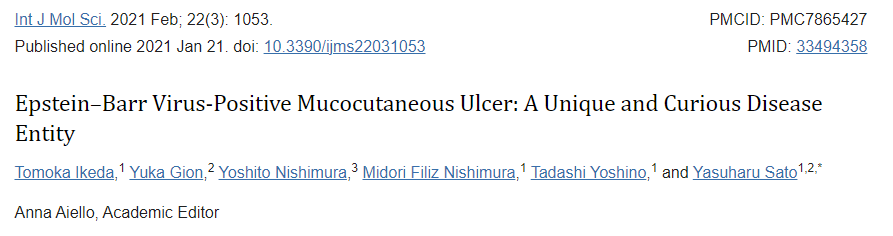 Int J Mol Sci. 2021 Feb; 22(3): 1053. PMCID: PMC7865427
Published online 2021 Jan 21. doi: 10.3390/ijms22031053 PMID: 33494358
Epstein–Barr Virus-Positive Mucocutaneous Ulcer: A Unique and Curious Disease
Entity
Tomoka Ikeda,1 Yuka Gion,2 Yoshito Nishimura,3 Midori Filiz Nishimura,1 Tadashi Yoshino,1 and Yasuharu Sato1,2,*
Anna Aiello, Academic Editor